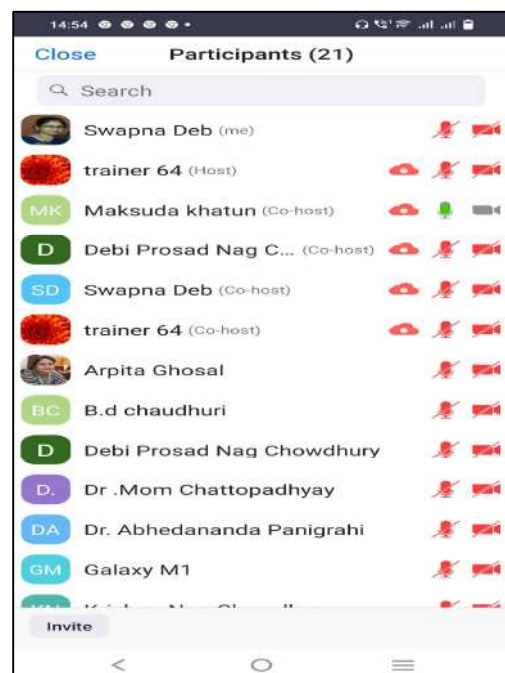 14:54
Close Participants (21)
Search
Swapna Deb (me)
trainer 64 (Host)
MK Maksuda khatun (Co-host)
D Debi Prosad Nag C... (Co-host)
SD Swapna Deb (Co-host)
trainer 64 (Co-host)
Arpita Ghosal
BC B.d chaudhuri
D Debi Prosad Nag Chowdhury
D. Dr .Mom Chattopadhyay
DA Dr. Abhedananda Panigrahi
GM Galaxy M1
Invite